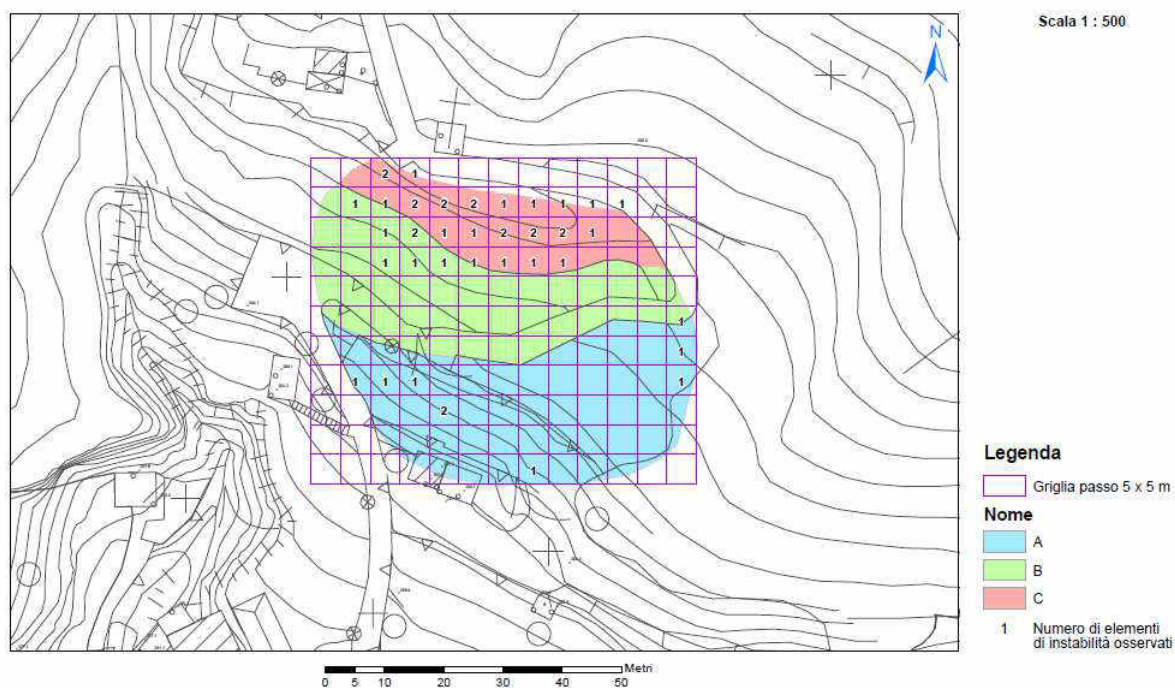 Scala 1 : 500
N
2 1
1 1 2 2 2 1 1 1 1 1
1 2 1 1 2 2 2 1
1 1 1 1 1 1 1
1
1
1 1 1 1
2
1
Legenda
Griglia passo 5 x 5 m
Nome
A
B
C
1 Numero di elementi
di instabilità osservati
Metri
0 5 10 20 30 40 50